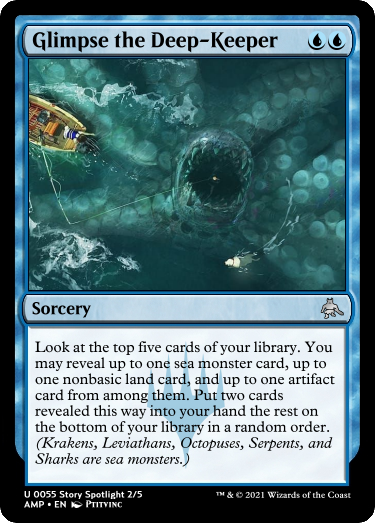 Glimpse the Deep-Keeper
Sorcery
Look at the top five cards of your library. You
may reveal up to one sea monster card, up to
one nonbasic land card, and up to one artifact
card from among them. Put two cards
revealed this way into your hand the rest on
the bottom of your library in a random order.
(Krakens, Leviathans, Octopuses, Serpents, and
Sharks are sea monsters.)
U 0055 Story Spotlight 2/5
AMP • EN Ptitvinc
™ & © 2021 Wizards of the Coast